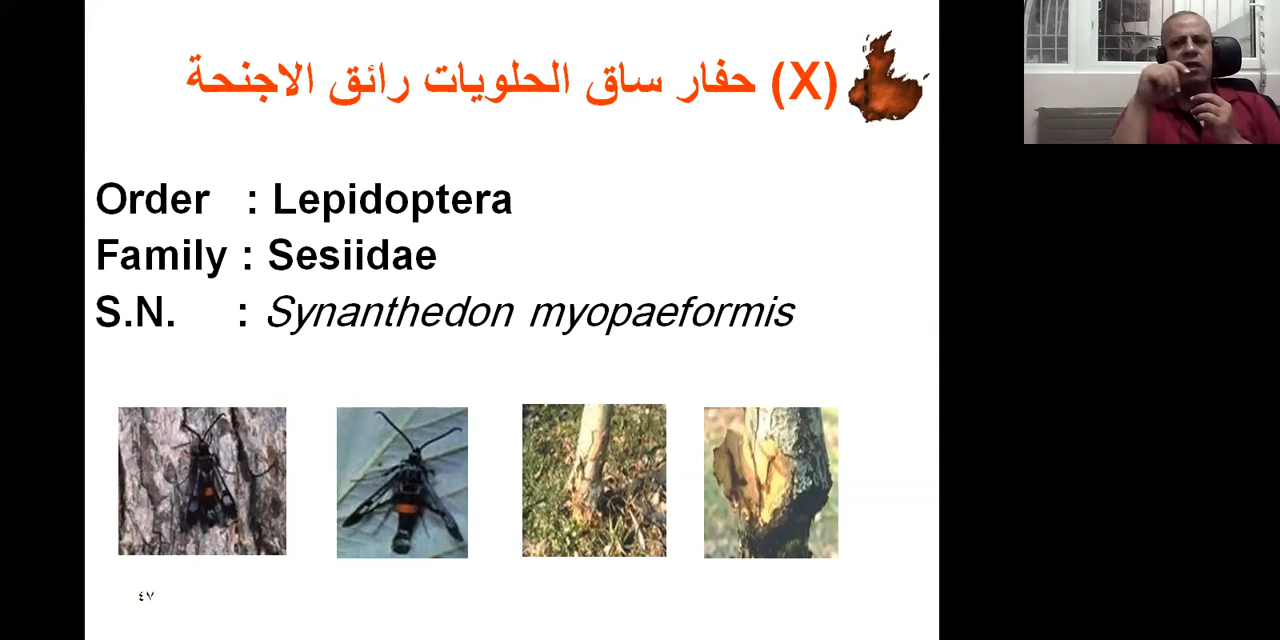 (X) حفار ساق الحلويات رائق الاجنحة
Order : Lepidoptera
Family : Sesiidae
S.N. : Synanthedon myopaeformis
٤٧